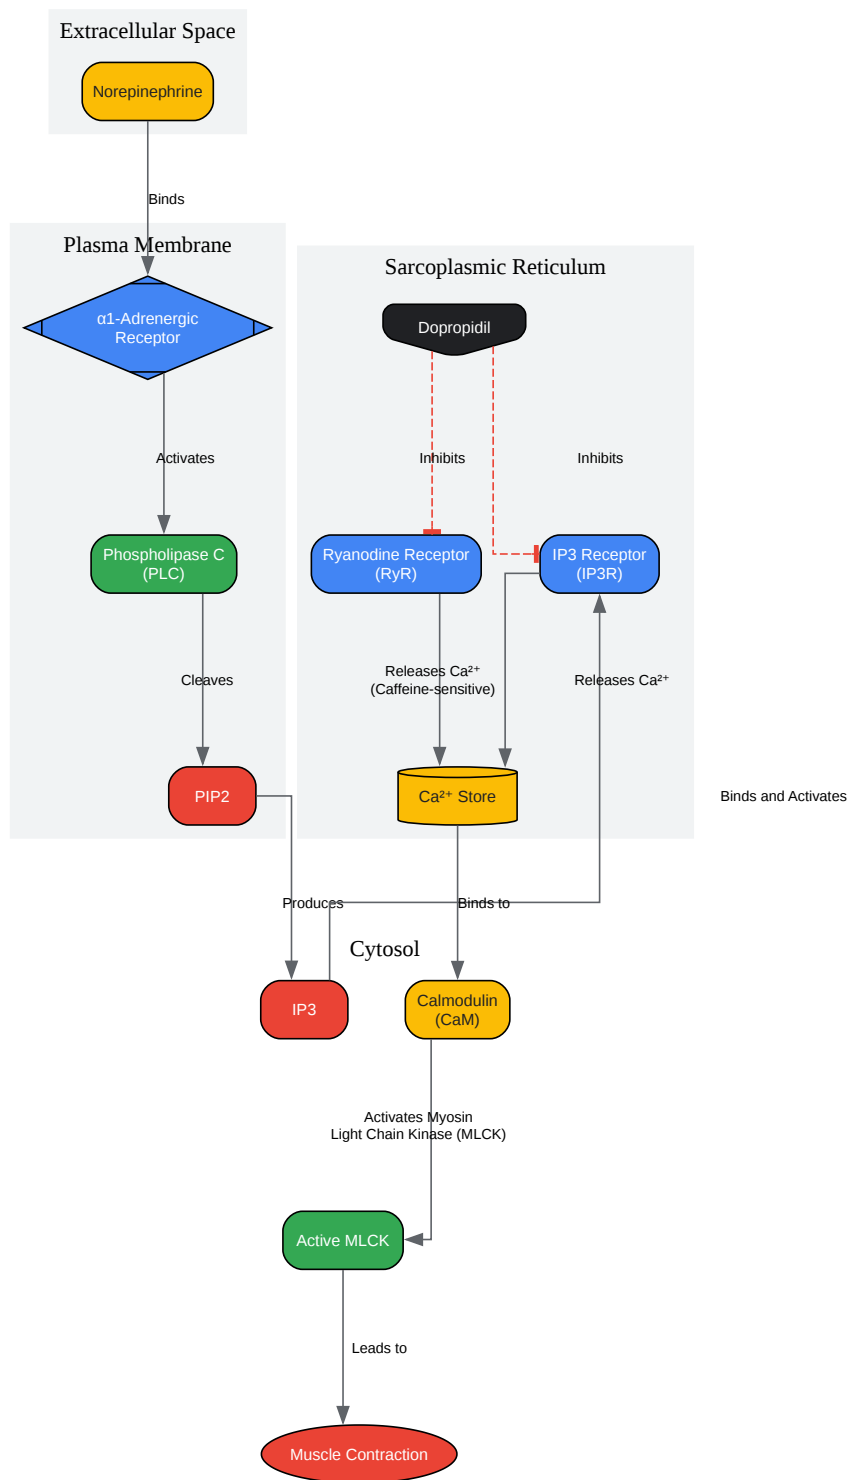 Extracellular Space
Norepinephrine
Binds
Plasma Membrane
Sarcoplasmic Reticulum
α1-Adrenergic
Receptor
Dopropidil
Activates
Inhibits
Inhibits
Phospholipase C
(PLC)
Ryanodine Receptor
(RyR)
IP3 Receptor
(IP3R)
Cleaves
Releases Ca²⁺
(Caffeine-sensitive)
Releases Ca²⁺
PIP2
Ca²⁺ Store
Binds and Activates
Produces
Binds to
Cytosol
IP3
Calmodulin
(CaM)
Activates Myosin
Light Chain Kinase (MLCK)
Active MLCK
Leads to
Muscle Contraction